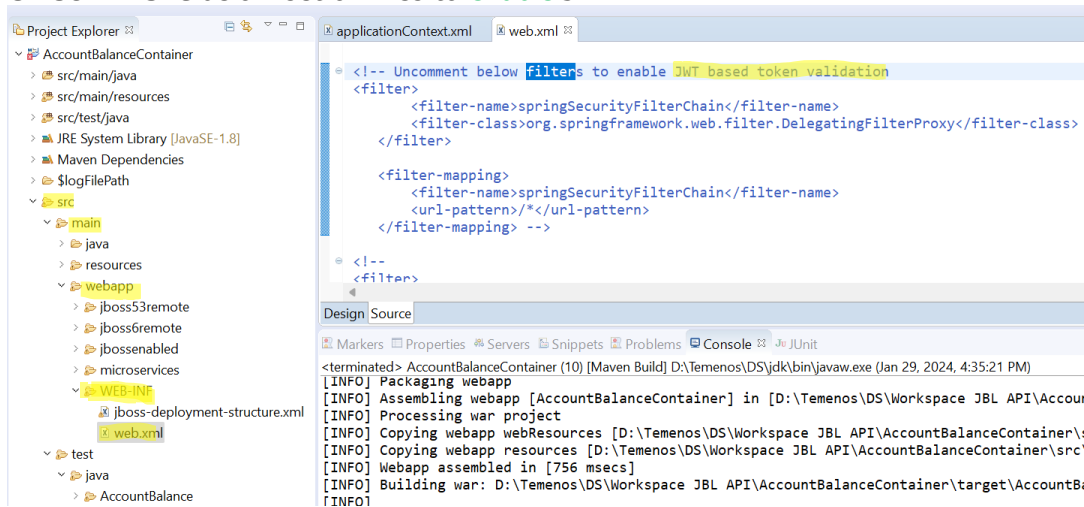 Project Explorer
AccountBalanceContainer
src/main/java
src/main/resources
src/test/java
JRE System Library [JavaSE-1.8]
Maven Dependencies
$logFilePath
src
main
java
resources
webapp
jboss53remote
jboss6remote
jbossenabled
microservices
WEB-INF
jboss-deployment-structure.xml
web.xml
test
java
AccountBalance
applicationContext.xml
web.xml
<!-- Uncomment below filters to enable JWT based token validation
<filter>
<filter-name>springSecurityFilterChain</filter-name>
<filter-class>org.springframework.web.filter.DelegatingFilterProxy</filter-class>
</filter>
<filter-mapping>
<filter-name>springSecurityFilterChain</filter-name>
<url-pattern>/*</url-pattern>
</filter-mapping> -->
<!--
<filter>
Design Source
Markers Properties Servers Snippets Problems Console JUnit
<terminated> AccountBalanceContainer (10) [Maven Build] D:\Temenos\DS\jdk\bin\javaw.exe (Jan 29, 2024, 4:35:21 PM)
[INFO] Packaging webapp
[INFO] Assembling webapp [AccountBalanceContainer] in [D:\Temenos\DS\Workspace JBL API\Accou
[INFO] Processing war project
[INFO] Copying webapp webResources [D:\Temenos\DS\Workspace JBL API\AccountBalanceContainer\s
[INFO] Copying webapp resources [D:\Temenos\DS\Workspace JBL API\AccountBalanceContainer\src\
[INFO] Webapp assembled in [756 msecs]
[INFO] Building war: D:\Temenos\DS\Workspace JBL API\AccountBalanceContainer\target\AccountBa
[INFO]